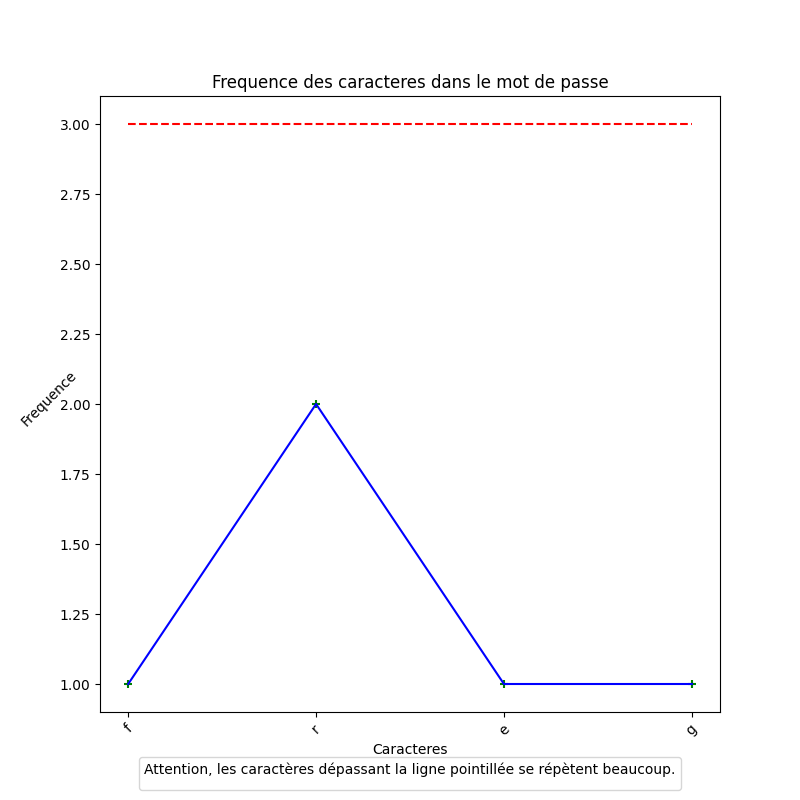 Frequence des caracteres dans le mot de passe
3.00
2.75
2.50
2.25
2.00
1.75
1.50
1.25
1.00
Frequence
f r e g
Caracteres
Attention, les caractères dépassant la ligne pointillée se répètent beaucoup.